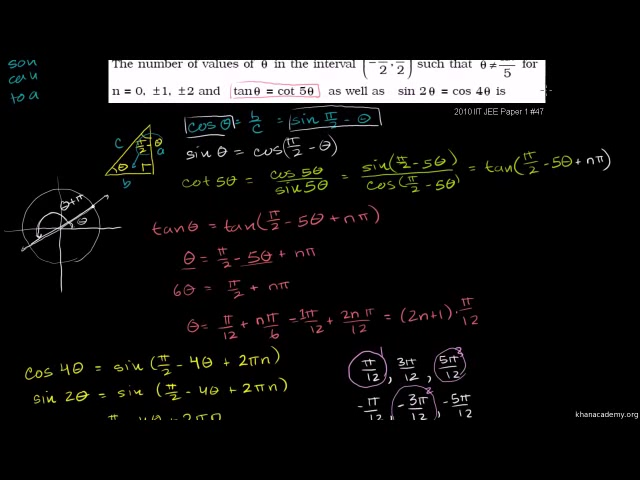 soh
cah
toa
The number of values of θ in the interval (-π/2, π/2) such that θ ≠ nπ/5 for
n = 0, ±1, ±2 and tanθ = cot 5θ as well as sin 2θ = cos 4θ is
2010 IIT JEE Paper 1 #47
c π/2 θ a
θ b
cos θ = b/c = sin π/2 - θ
sin θ = cos(π/2 - θ)
cot 5θ = cos 5θ / sin 5θ = sin(π/2 - 5θ) / cos(π/2 - 5θ) = tan(π/2 - 5θ + nπ)
θ+π
θ
tanθ = tan(π/2 - 5θ + nπ)
θ = π/2 - 5θ + nπ
6θ = π/2 + nπ
θ = π/12 + nπ/6 = 1π/12 + 2nπ/12 = (2n+1)·π/12
cos 4θ = sin (π/2 - 4θ + 2πn)
sin 2θ = sin (π/2 - 4θ + 2πn)
π/12, 3π/12, 5π/12
-π/12, -3π/12, -5π/12
khanacademy.org